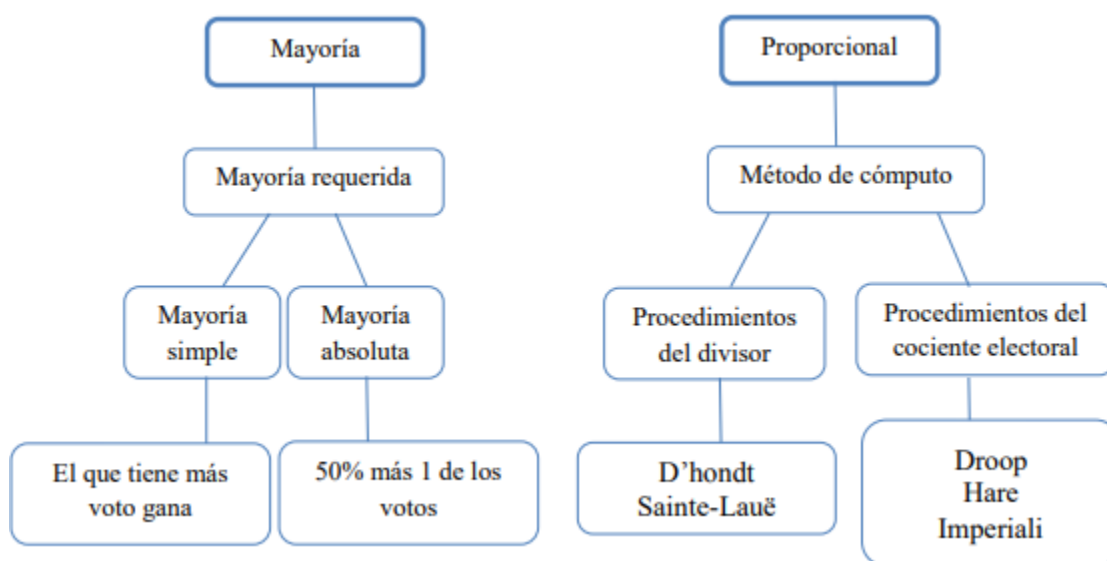 Mayoría
Mayoría requerida
Mayoría
simple
Mayoría
absoluta
El que tiene más
voto gana
50% más 1 de los
votos
Proporcional
Método de cómputo
Procedimientos
del divisor
Procedimientos del
cociente electoral
D’hondt
Sainte-Lauë
Droop
Hare
Imperiali